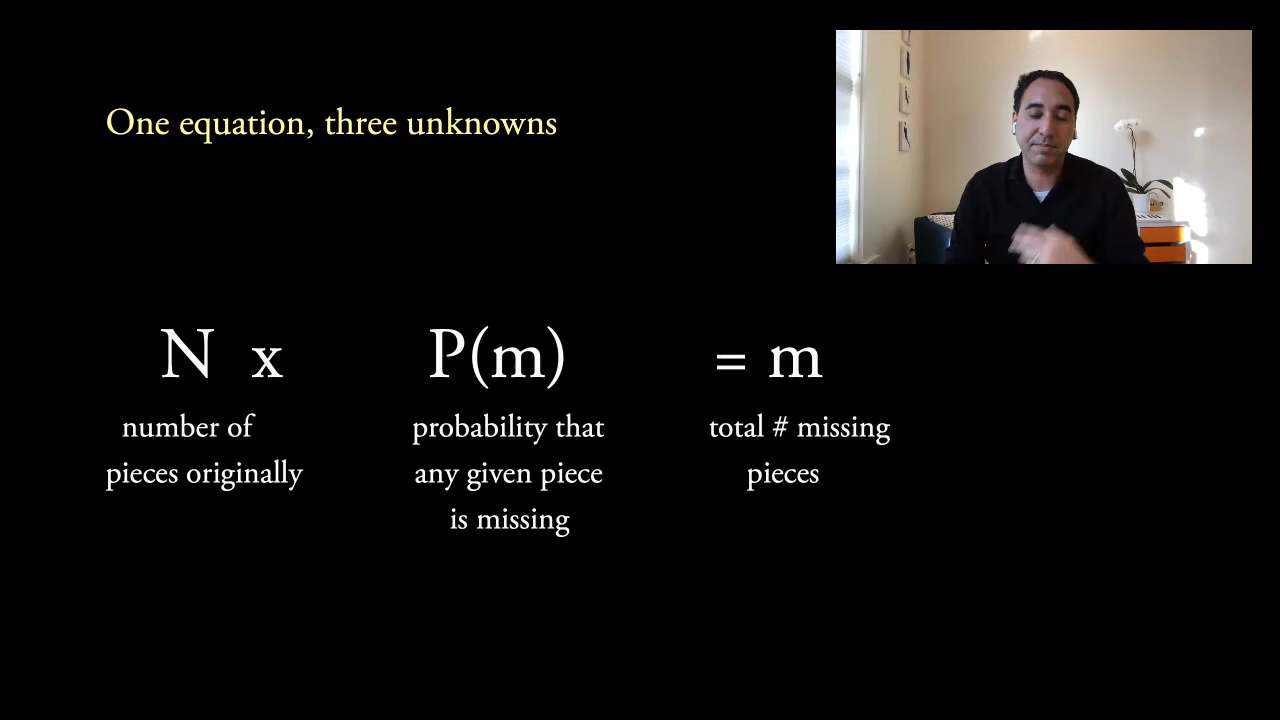 One equation, three unknowns
N x P(m) = m
number of
pieces originally
probability that
any given piece
is missing
total # missing
pieces